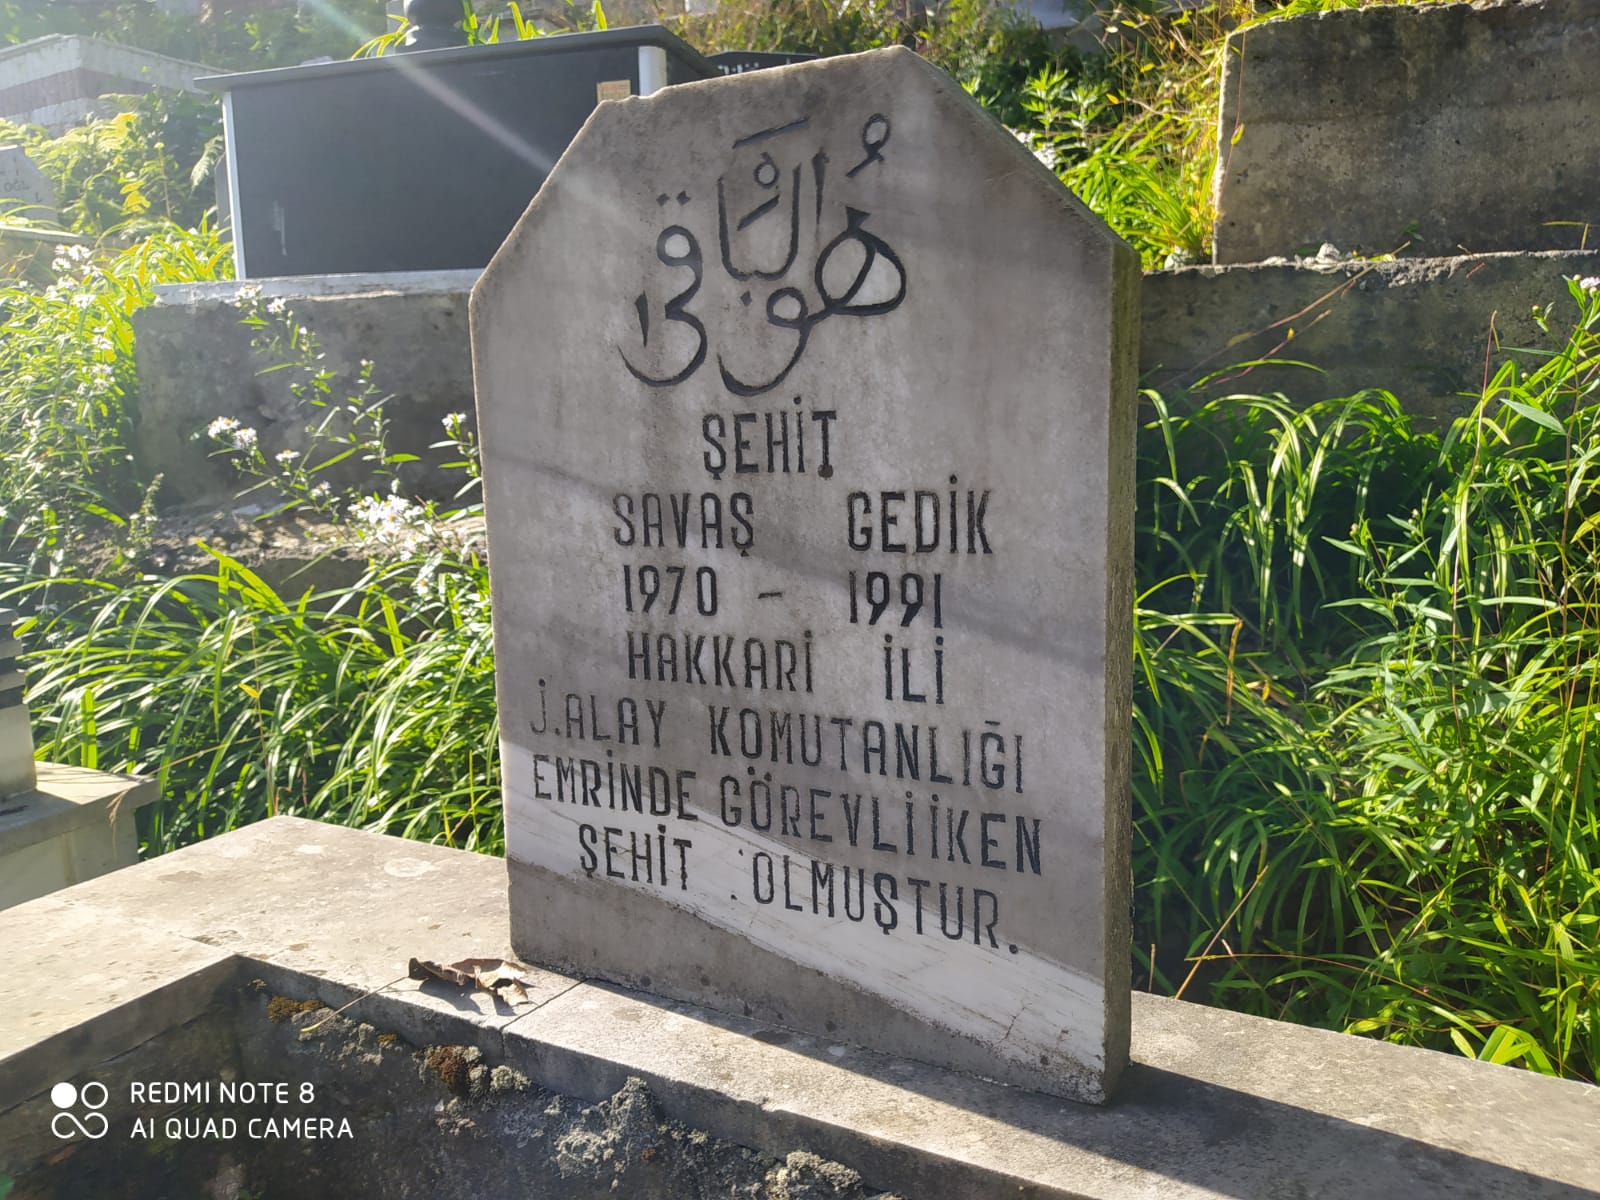 هو الباقى
ŞEHİT
SAVAŞ GEDİK
1970 - 1991
HAKKARİ İLİ
J.ALAY KOMUTANLIĞI
EMRİNDE GÖREVLİ İKEN
ŞEHİT OLMUŞTUR.
REDMI NOTE 8
AI QUAD CAMERA